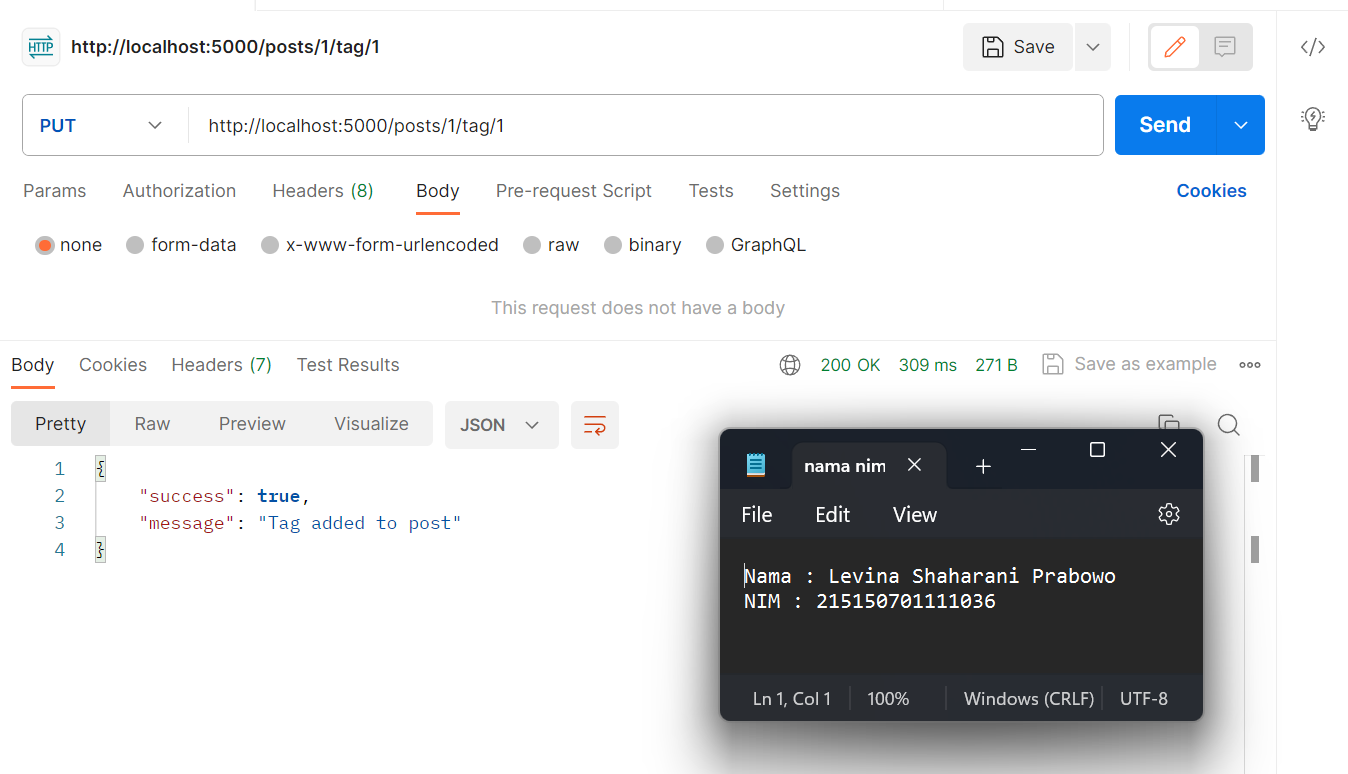 HTTP http://localhost:5000/posts/1/tag/1 Save
PUT http://localhost:5000/posts/1/tag/1 Send
Params Authorization Headers (8) Body Pre-request Script Tests Settings Cookies
none form-data x-www-form-urlencoded raw binary GraphQL
This request does not have a body
Body Cookies Headers (7) Test Results 200 OK 309 ms 271 B Save as example
Pretty Raw Preview Visualize JSON
1 {
2 "success": true,
3 "message": "Tag added to post"
4 }
nama nim
File Edit View
Nama : Levina Shaharani Prabowo
NIM : 215150701111036
Ln 1, Col 1 100% Windows (CRLF) UTF-8